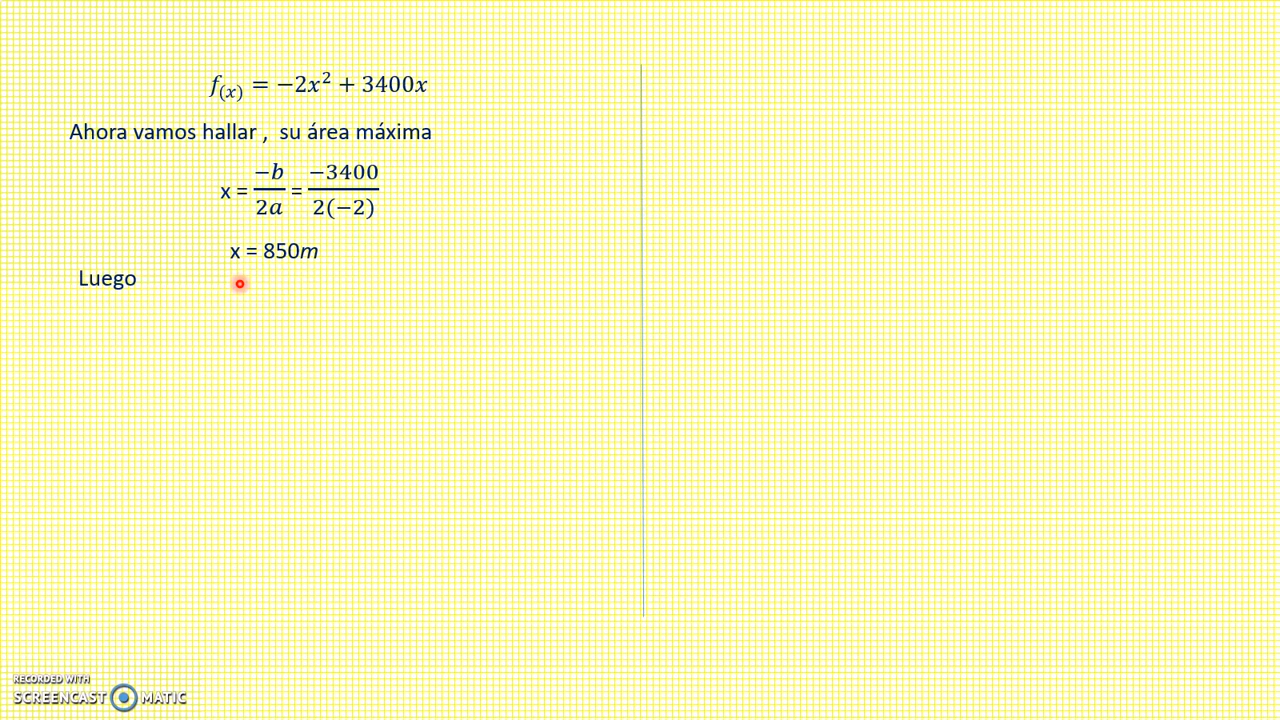 f(x) = −2x² + 3400x
Ahora vamos hallar , su área máxima
x = −b/2a = −3400/2(−2)
x = 850m
Luego
RECORDED WITH
SCREENCAST MATIC